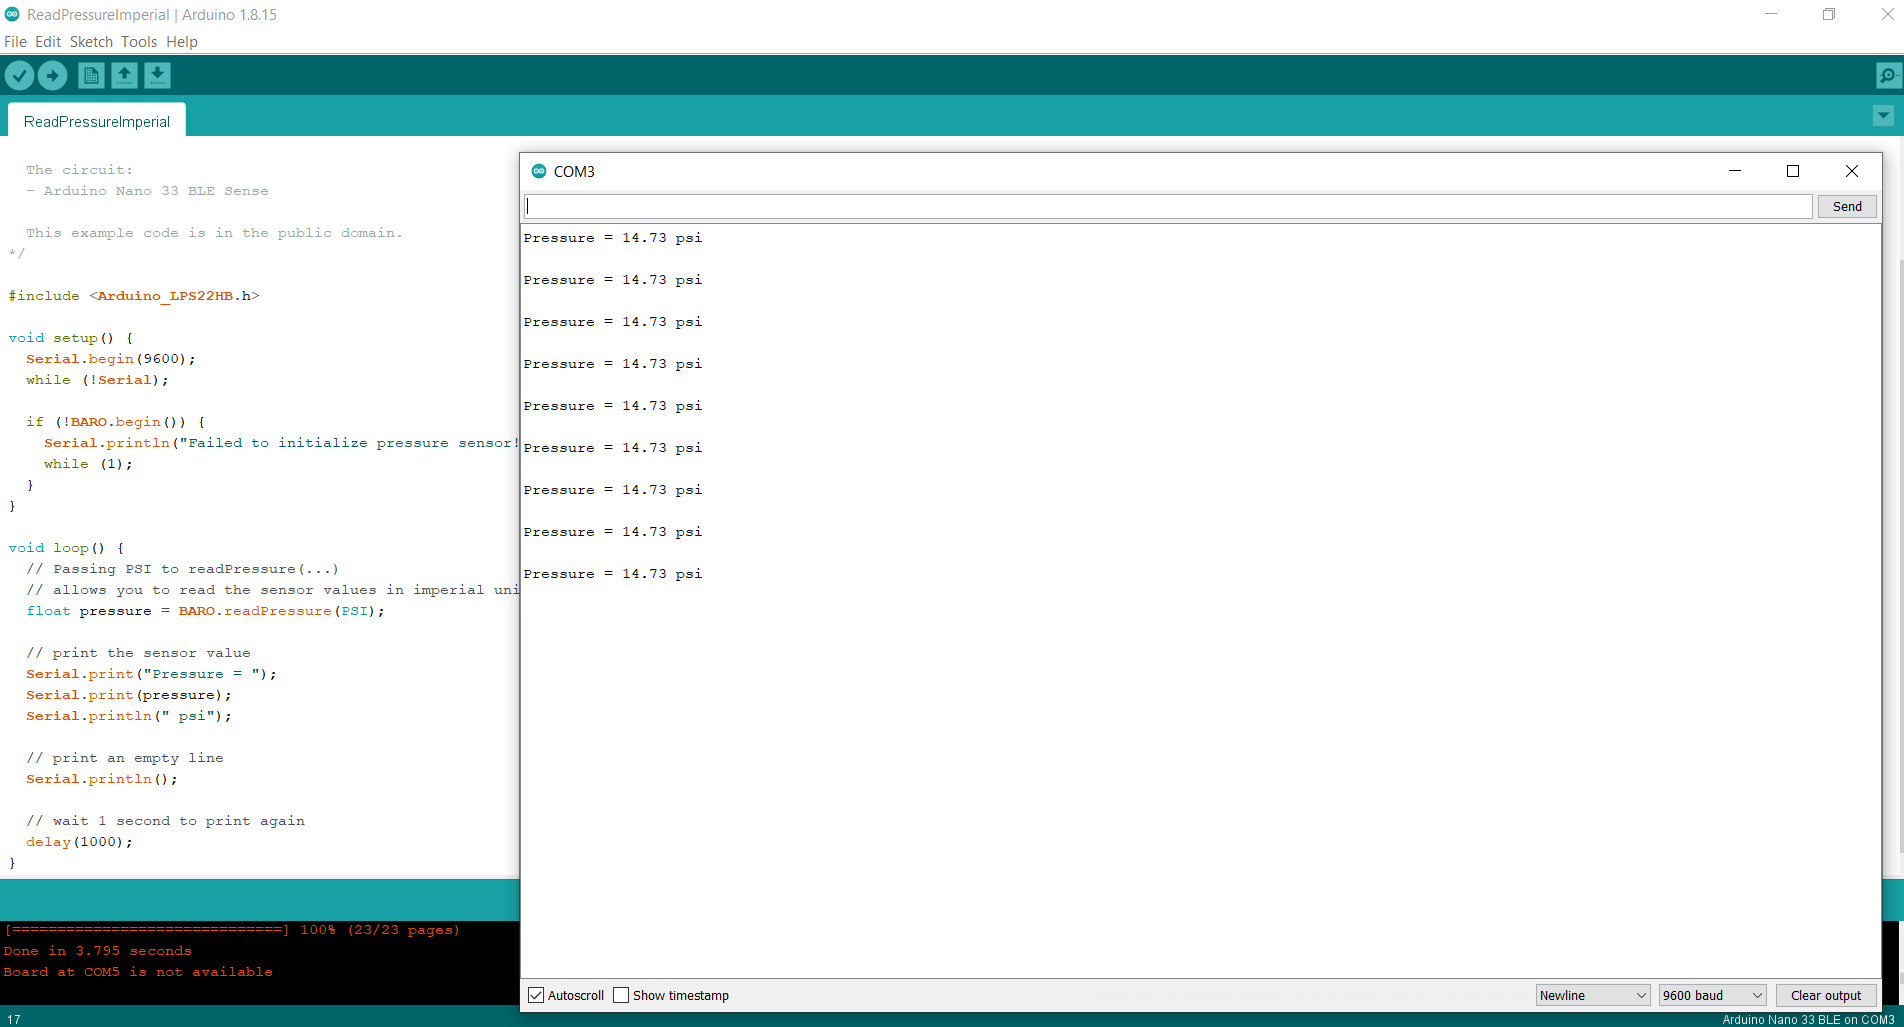 ReadPressureImperial | Arduino 1.8.15
File Edit Sketch Tools Help
ReadPressureImperial
The circuit:
- Arduino Nano 33 BLE Sense
This example code is in the public domain.
*/
#include <Arduino_LPS22HB.h>
void setup() {
Serial.begin(9600);
while (!Serial);
if (!BARO.begin()) {
Serial.println("Failed to initialize pressure sensor!
while (1);
}
}
void loop() {
// Passing PSI to readPressure(...)
// allows you to read the sensor values in imperial uni
float pressure = BARO.readPressure(PSI);
// print the sensor value
Serial.print("Pressure = ");
Serial.print(pressure);
Serial.println(" psi");
// print an empty line
Serial.println();
// wait 1 second to print again
delay(1000);
}
[==============================] 100% (23/23 pages)
Done in 3.795 seconds
Board at COM5 is not available
17
Arduino Nano 33 BLE on COM3
COM3
Send
Pressure = 14.73 psi
Pressure = 14.73 psi
Pressure = 14.73 psi
Pressure = 14.73 psi
Pressure = 14.73 psi
Pressure = 14.73 psi
Pressure = 14.73 psi
Pressure = 14.73 psi
Pressure = 14.73 psi
Autoscroll Show timestamp
Newline
9600 baud
Clear output